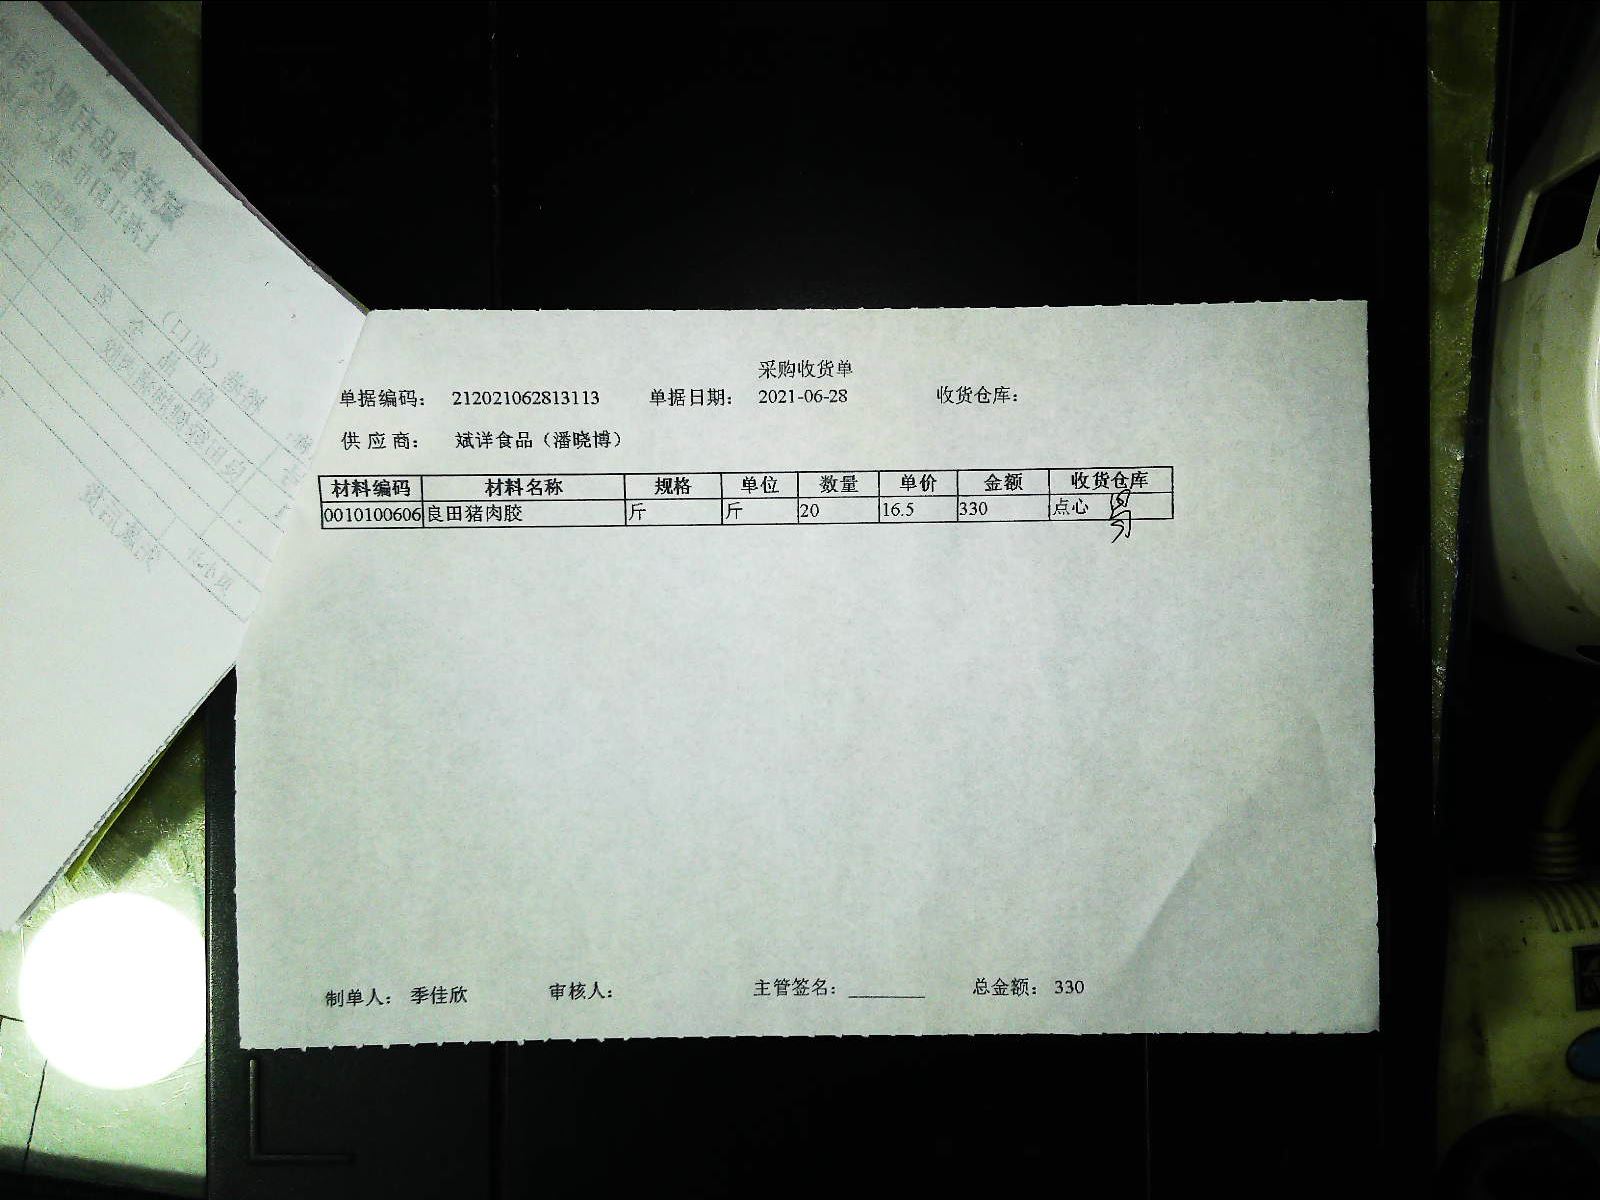 采购收货单
单据编码： 212021062813113 单据日期： 2021-06-28 收货仓库：
供 应 商： 斌洋食品（潘晓博）
材料编码 材料名称 规格 单位 数量 单价 金额 收货仓库
0010100606 良田猪肉胶 斤 斤 20 16.5 330 点心
制单人： 季佳欣 审核人： 主管签名：________ 总金额： 330